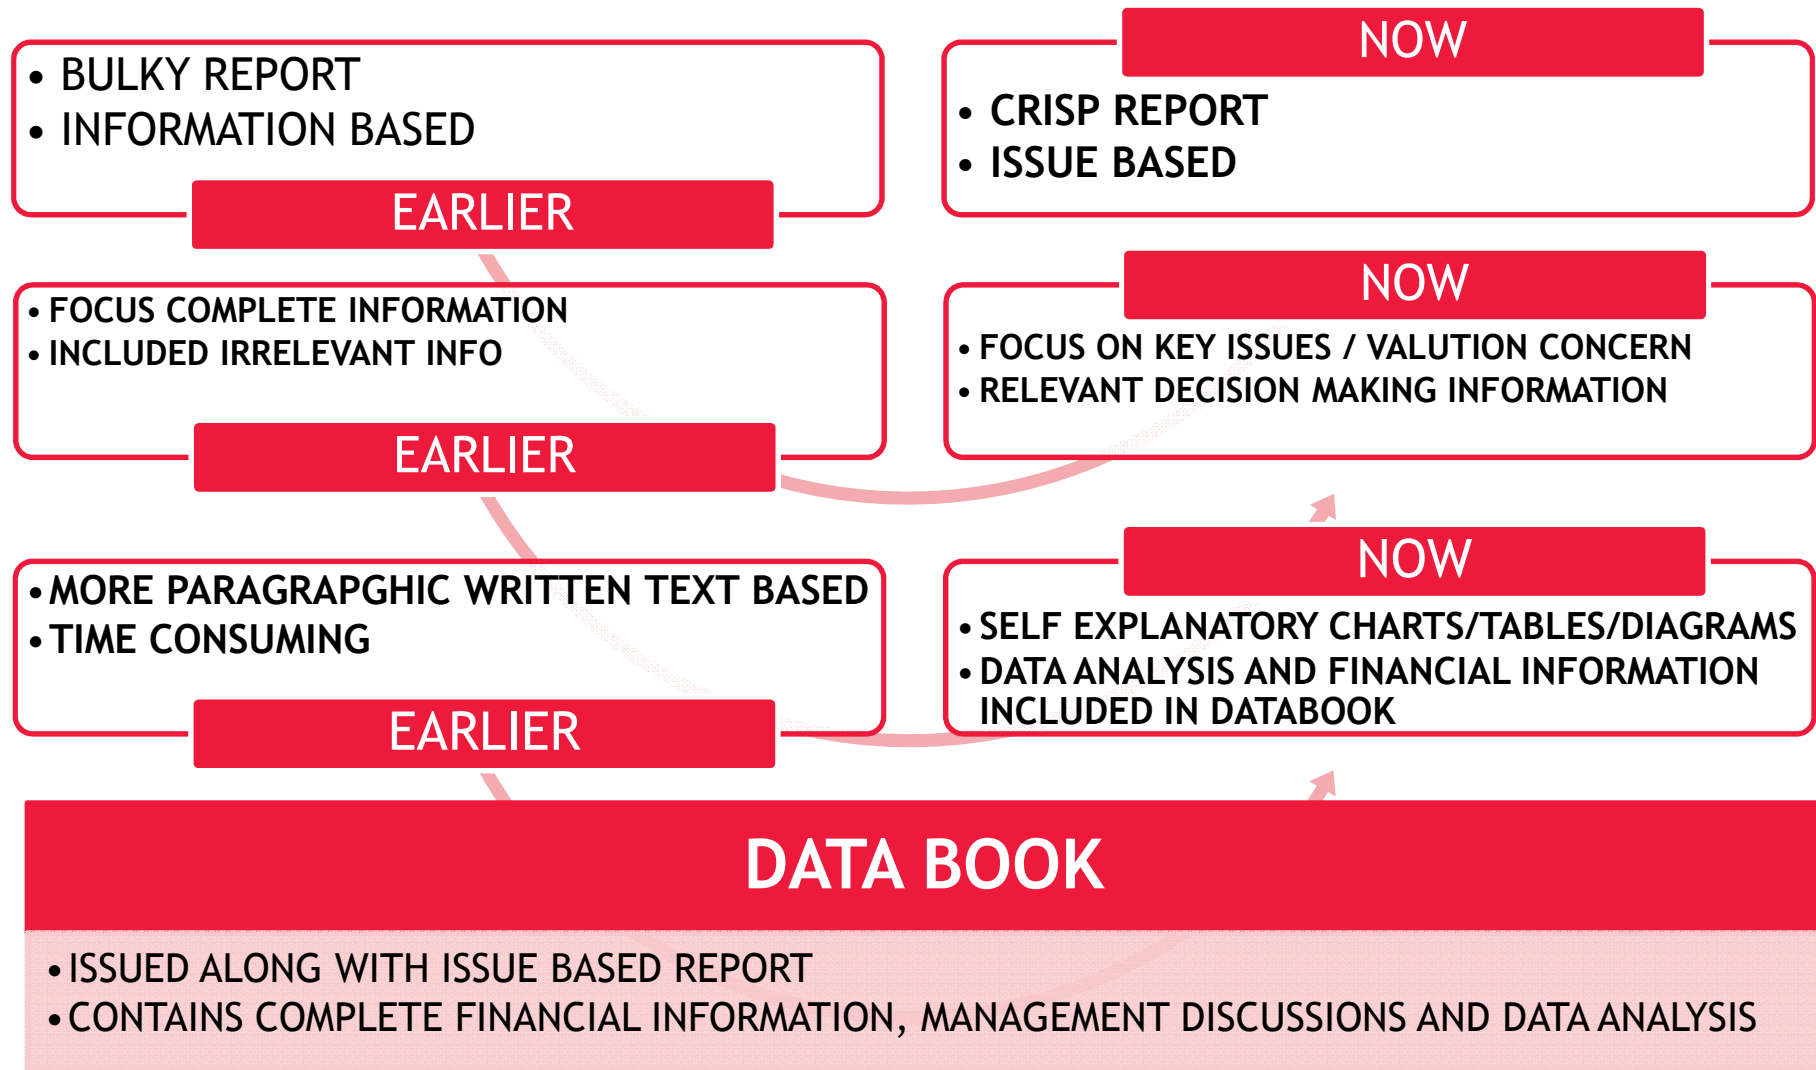 • BULKY REPORT
• INFORMATION BASED
EARLIER
NOW
• CRISP REPORT
• ISSUE BASED
• FOCUS COMPLETE INFORMATION
• INCLUDED IRRELEVANT INFO
EARLIER
NOW
• FOCUS ON KEY ISSUES / VALUTION CONCERN
• RELEVANT DECISION MAKING INFORMATION
• MORE PARAGRAPGHIC WRITTEN TEXT BASED
• TIME CONSUMING
EARLIER
NOW
• SELF EXPLANATORY CHARTS/TABLES/DIAGRAMS
• DATA ANALYSIS AND FINANCIAL INFORMATION
INCLUDED IN DATABOOK
DATA BOOK
• ISSUED ALONG WITH ISSUE BASED REPORT
• CONTAINS COMPLETE FINANCIAL INFORMATION, MANAGEMENT DISCUSSIONS AND DATA ANALYSIS